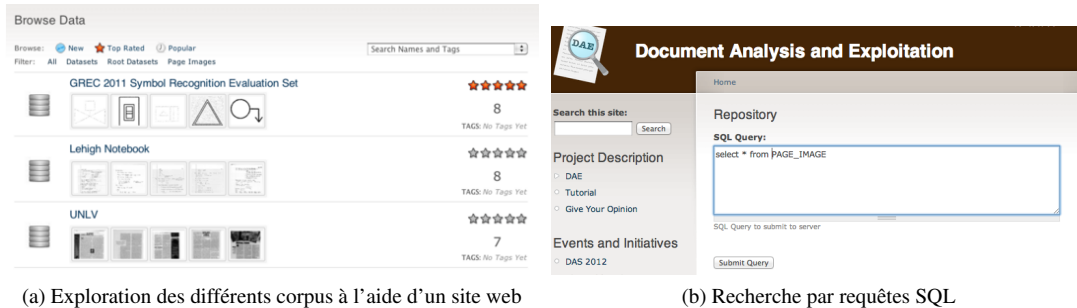 Browse Data
Browse: New Top Rated Popular
Search Names and Tags
Filter: All Datasets Root Datasets Page Images
GREC 2011 Symbol Recognition Evaluation Set
8
TAGS: No Tags Yet
Lehigh Notebook
8
TAGS: No Tags Yet
UNLV
7
TAGS: No Tags Yet
(a) Exploration des différents corpus à l'aide d'un site web
DAE
Document Analysis and Exploitation
Home
Search this site:
Search
Project Description
DAE
Tutorial
Give Your Opinion
Events and Initiatives
DAS 2012
Repository
SQL Query:
select * from PAGE_IMAGE
SQL Query to submit to server
Submit Query
(b) Recherche par requêtes SQL